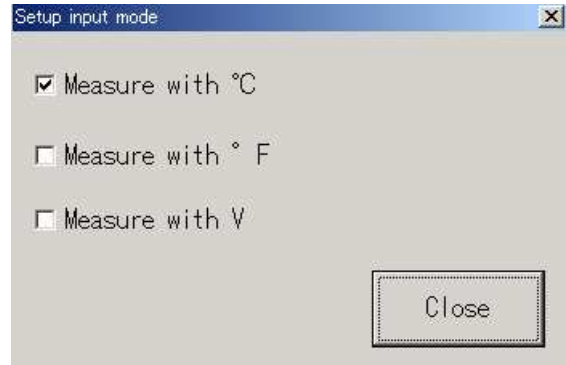 Setup input mode
Measure with ℃
Measure with ° F
Measure with V
Close